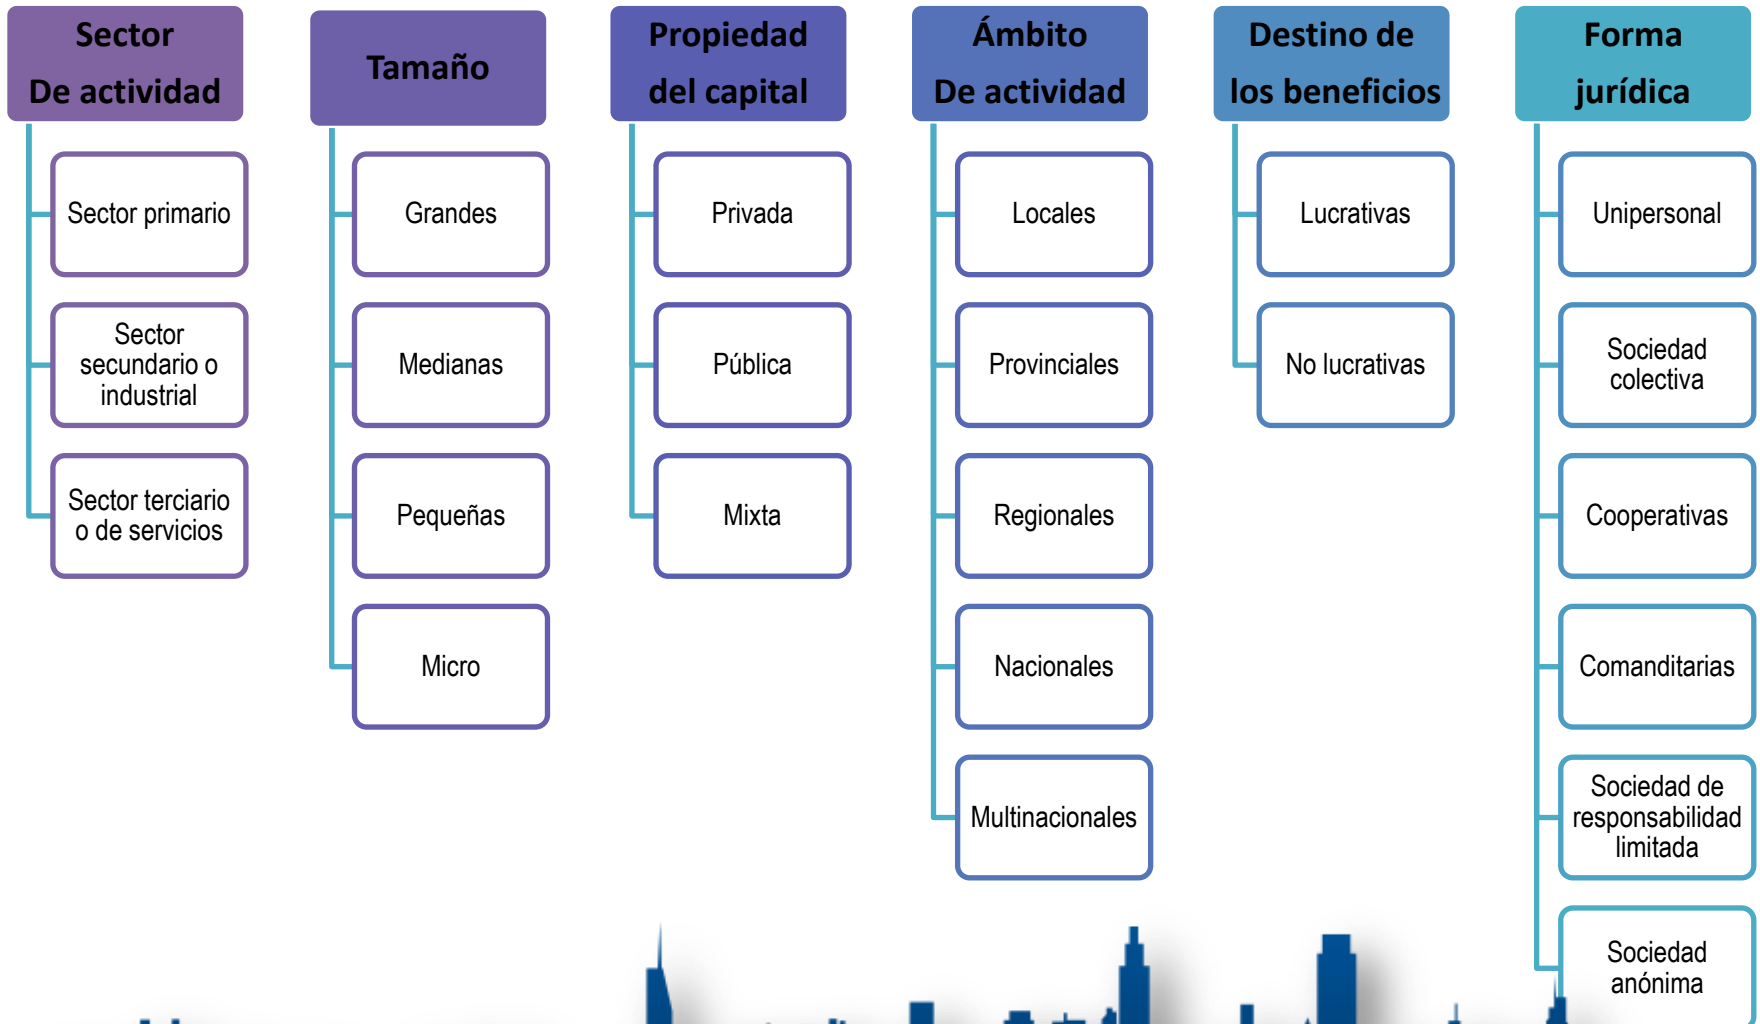 Sector
De actividad
Sector primario
Sector
secundario o
industrial
Sector terciario
o de servicios
Tamaño
Grandes
Medianas
Pequeñas
Micro
Propiedad
del capital
Privada
Pública
Mixta
Ámbito
De actividad
Locales
Provinciales
Regionales
Nacionales
Multinacionales
Destino de
los beneficios
Lucrativas
No lucrativas
Forma
jurídica
Unipersonal
Sociedad
colectiva
Cooperativas
Comanditarias
Sociedad de
responsabilidad
limitada
Sociedad
anónima